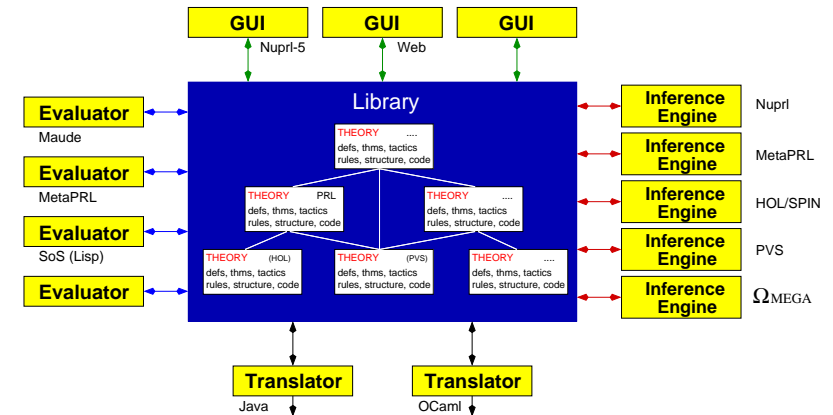 GUI
GUI
GUI
Nuprl-5
Web
Library
Evaluator
Maude
Evaluator
MetaPRL
Evaluator
SoS (Lisp)
Evaluator
THEORY ....
defs, thms, tactics
rules, structure, code
THEORY PRL
defs, thms, tactics
rules, structure, code
THEORY ....
defs, thms, tactics
rules, structure, code
THEORY (HOL)
defs, thms, tactics
rules, structure, code
THEORY (PVS)
defs, thms, tactics
rules, structure, code
THEORY ....
defs, thms, tactics
rules, structure, code
Inference
Engine
Nuprl
Inference
Engine
MetaPRL
Inference
Engine
HOL/SPIN
Inference
Engine
PVS
Inference
Engine
ΩMEGA
Translator
Java
Translator
OCaml